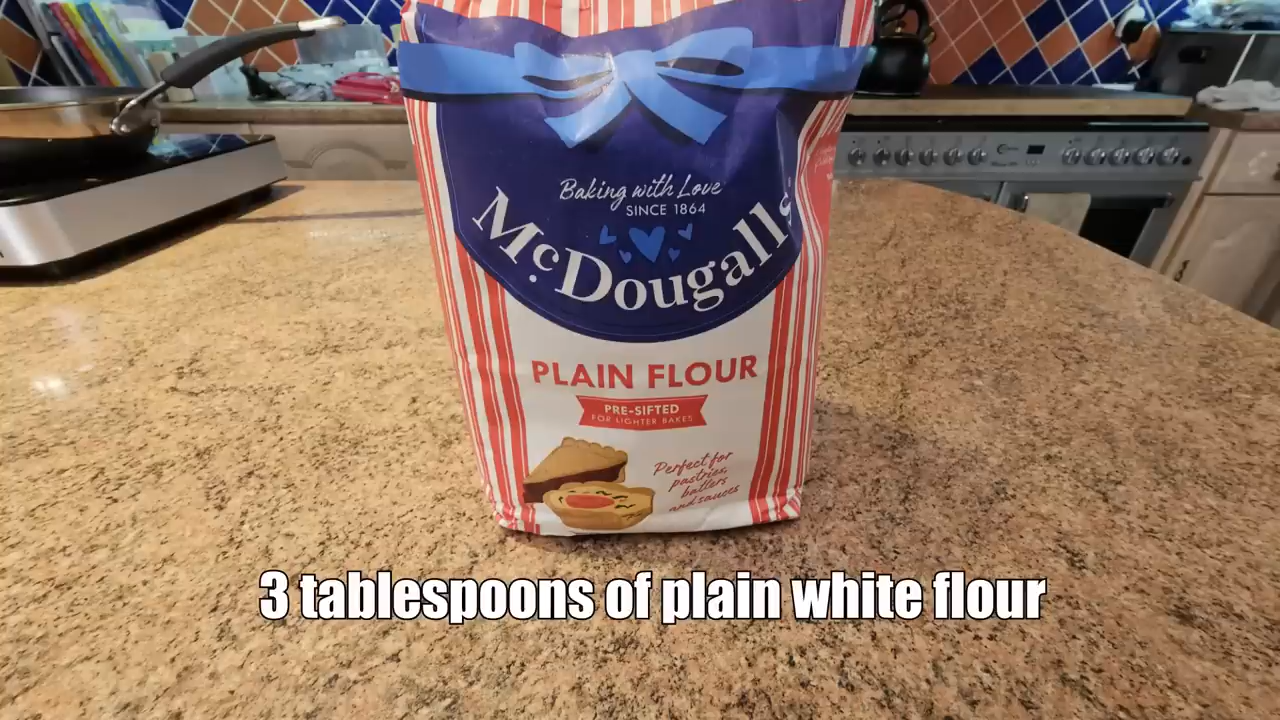 Baking with Love
SINCE 1864
McDougalls
PLAIN FLOUR
PRE-SIFTED
FOR LIGHTER BAKES
Perfect for
pastries,
batters
and sauces
3 tablespoons of plain white flour